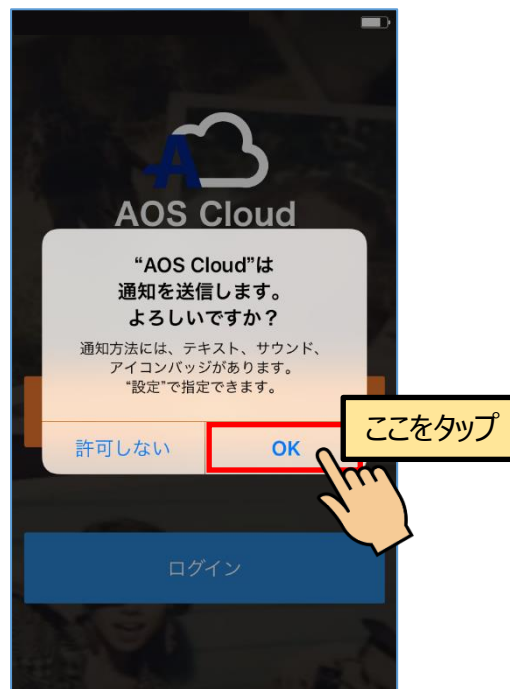 AOS Cloud
“AOS Cloud”は
通知を送信します。
よろしいですか？
通知方法には、テキスト、サウンド、
アイコンバッジがあります。
“設定”で指定できます。
許可しない
OK
ここをタップ
ログイン